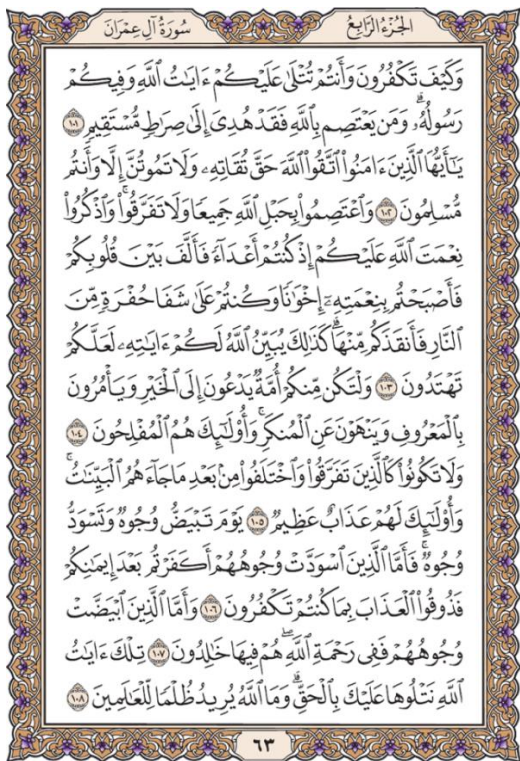 سُورَةُ آلِ عِمْرَانَ
الجُزْءُ الرَّابِعُ
وَكَيْفَ تَكْفُرُونَ وَأَنتُمْ تُتْلَىٰ عَلَيْكُمْ ءَايَـٰتُ ٱللَّهِ وَفِيكُمْ
رَسُولُهُۥۗ وَمَن يَعْتَصِم بِٱللَّهِ فَقَدْ هُدِىَ إِلَىٰ صِرَٰطٍ مُّسْتَقِيمٍ ١٠١
يَـٰٓأَيُّهَا ٱلَّذِينَ ءَامَنُوا۟ ٱتَّقُوا۟ ٱللَّهَ حَقَّ تُقَاتِهِۦ وَلَا تَمُوتُنَّ إِلَّا وَأَنتُم
مُّسْلِمُونَ ١٠٢ وَٱعْتَصِمُوا۟ بِحَبْلِ ٱللَّهِ جَمِيعًا وَلَا تَفَرَّقُوا۟ۚ وَٱذْكُرُوا۟
نِعْمَتَ ٱللَّهِ عَلَيْكُمْ إِذْ كُنتُمْ أَعْدَآءً فَأَلَّفَ بَيْنَ قُلُوبِكُمْ
فَأَصْبَحْتُم بِنِعْمَتِهِۦٓ إِخْوَٰنًا وَكُنتُمْ عَلَىٰ شَفَا حُفْرَةٍ مِّنَ
ٱلنَّارِ فَأَنقَذَكُم مِّنْهَاۗ كَذَٰلِكَ يُبَيِّنُ ٱللَّهُ لَكُمْ ءَايَـٰتِهِۦ لَعَلَّكُمْ
تَهْتَدُونَ ١٠٣ وَلْتَكُن مِّنكُمْ أُمَّةٌ يَدْعُونَ إِلَى ٱلْخَيْرِ وَيَأْمُرُونَ
بِٱلْمَعْرُوفِ وَيَنْهَوْنَ عَنِ ٱلْمُنكَرِۚ وَأُو۟لَـٰٓئِكَ هُمُ ٱلْمُفْلِحُونَ ١٠٤
وَلَا تَكُونُوا۟ كَٱلَّذِينَ تَفَرَّقُوا۟ وَٱخْتَلَفُوا۟ مِنۢ بَعْدِ مَا جَآءَهُمُ ٱلْبَيِّنَـٰتُۚ
وَأُو۟لَـٰٓئِكَ لَهُمْ عَذَابٌ عَظِيمٌ ١٠٥ يَوْمَ تَبْيَضُّ وُجُوهٌ وَتَسْوَدُّ
وُجُوهٌۚ فَأَمَّا ٱلَّذِينَ ٱسْوَدَّتْ وُجُوهُهُمْ أَكَفَرْتُم بَعْدَ إِيمَـٰنِكُمْ
فَذُوقُوا۟ ٱلْعَذَابَ بِمَا كُنتُمْ تَكْفُرُونَ ١٠٦ وَأَمَّا ٱلَّذِينَ ٱبْيَضَّتْ
وُجُوهُهُمْ فَفِى رَحْمَةِ ٱللَّهِۖ هُمْ فِيهَا خَـٰلِدُونَ ١٠٧ تِلْكَ ءَايَـٰتُ
ٱللَّهِ نَتْلُوهَا عَلَيْكَ بِٱلْحَقِّۗ وَمَا ٱللَّهُ يُرِيدُ ظُلْمًا لِّلْعَـٰلَمِينَ ١٠٨
٦٣